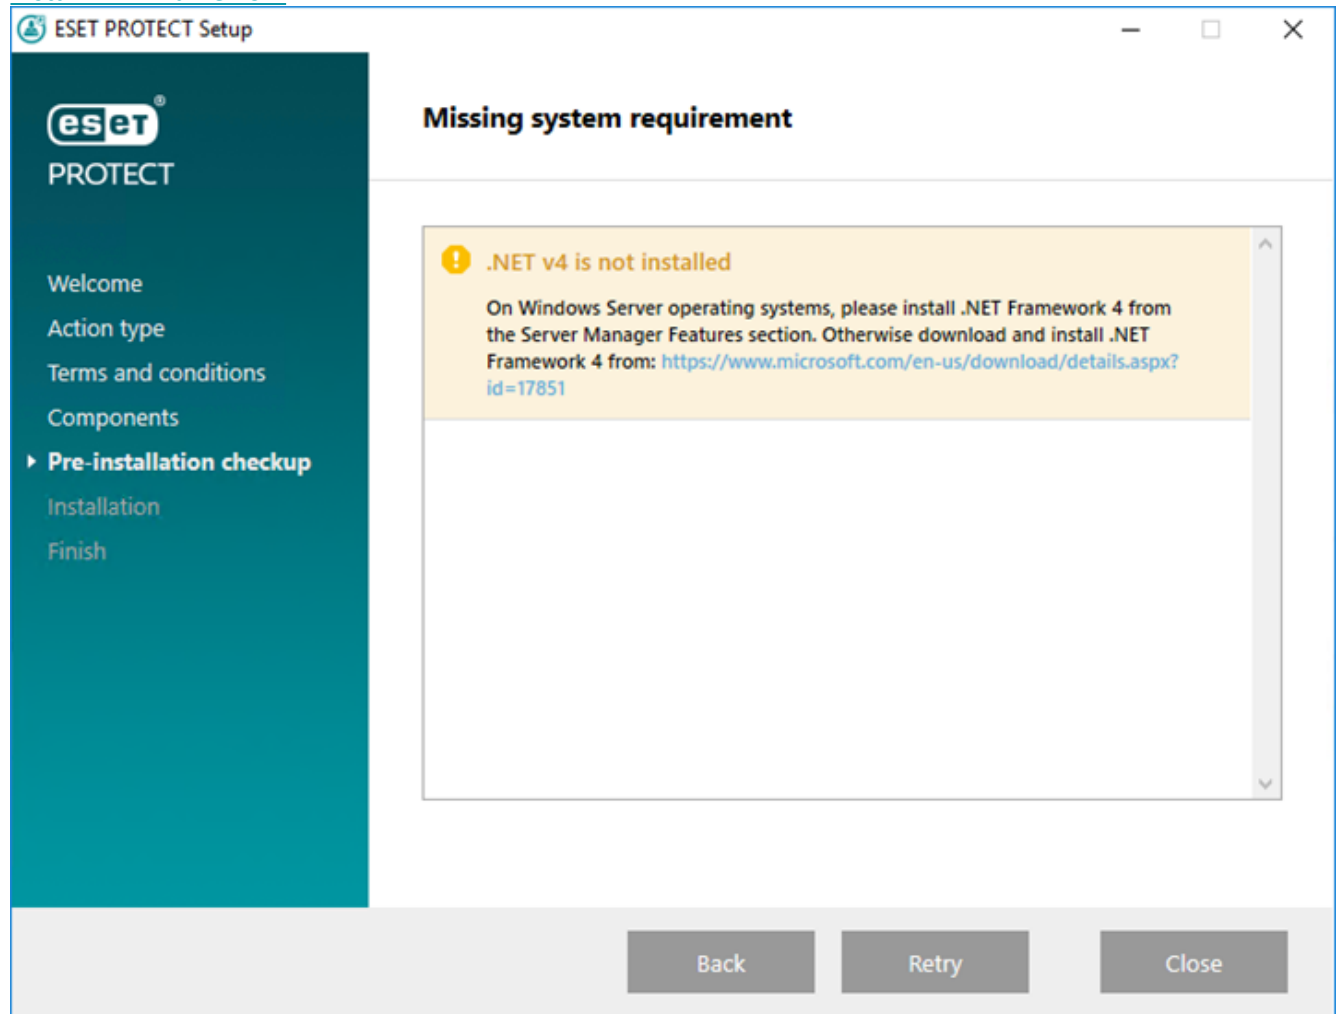 ESET PROTECT Setup
eset®
PROTECT
Welcome
Action type
Terms and conditions
Components
Pre-installation checkup
Installation
Finish
Missing system requirement
.NET v4 is not installed
On Windows Server operating systems, please install .NET Framework 4 from
the Server Manager Features section. Otherwise download and install .NET
Framework 4 from: https://www.microsoft.com/en-us/download/details.aspx?
id=17851
Back
Retry
Close